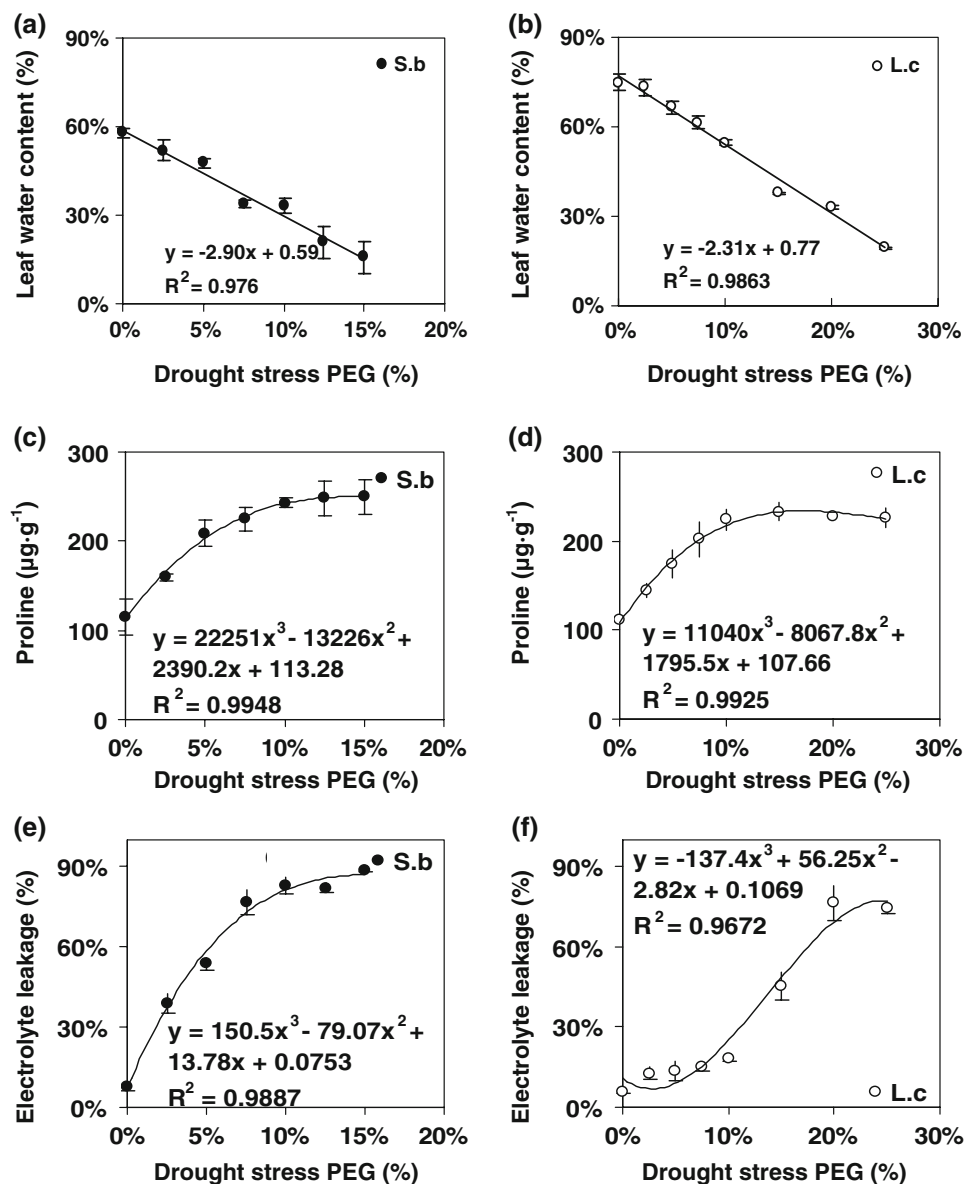 (a)
90%
60%
30%
0%
Leaf water content (%)
S.b
y = -2.90x + 0.59
R² = 0.976
0% 5% 10% 15% 20%
Drought stress PEG (%)
(b)
90%
60%
30%
0%
Leaf water content (%)
L.c
y = -2.31x + 0.77
R² = 0.9863
0% 10% 20% 30%
Drought stress PEG (%)
(c)
300
200
100
0
Proline (µg·g⁻¹)
S.b
y = 22251x³ - 13226x² +
2390.2x + 113.28
R² = 0.9948
0% 5% 10% 15% 20%
Drought stress PEG (%)
(d)
300
200
100
0
Proline (µg·g⁻¹)
L.c
y = 11040x³ - 8067.8x² +
1795.5x + 107.66
R² = 0.9925
0% 10% 20% 30%
Drought stress PEG (%)
(e)
90%
60%
30%
0%
Electrolyte leakage (%)
S.b
y = 150.5x³ - 79.07x² +
13.78x + 0.0753
R² = 0.9887
0% 5% 10% 15% 20%
Drought stress PEG (%)
(f)
90%
60%
30%
0%
Electrolyte leakage (%)
y = -137.4x³ + 56.25x² -
2.82x + 0.1069
R² = 0.9672
L.c
0% 10% 20% 30%
Drought stress PEG (%)